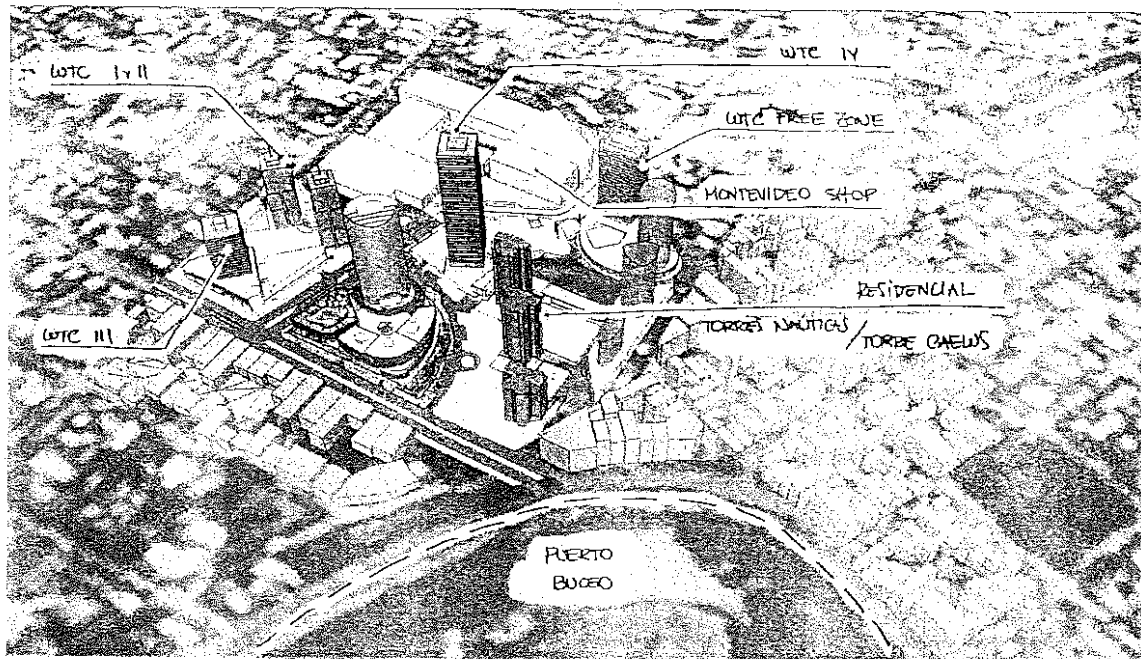 WTC IV
WTC I y II
WTC FREE ZONE
MONTEVIDEO SHOP
RESIDENCIAL
TORRES NAUTICAS
/TORRE CAELUS
WTC III
PUERTO
BUCEO